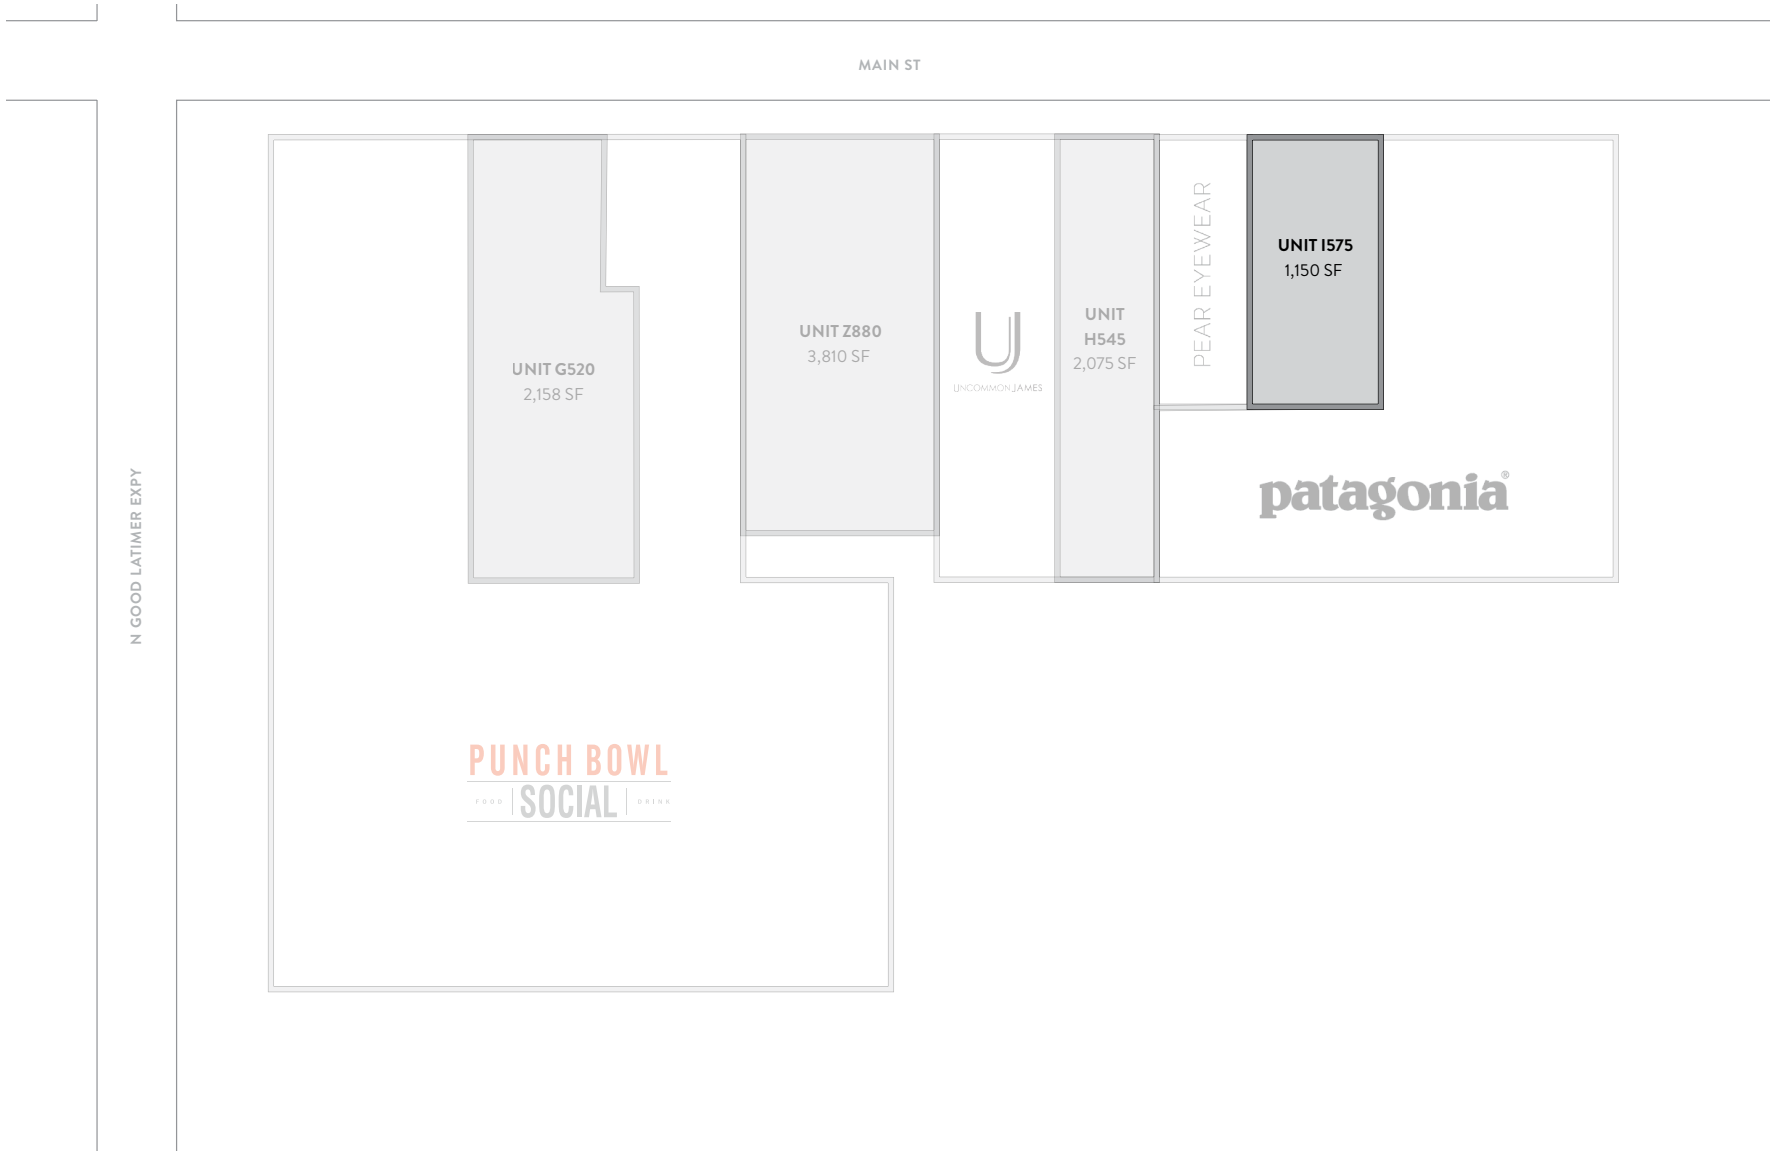 MAIN ST
N GOOD LATIMER EXPY
UNIT G520
2,158 SF
UNIT Z880
3,810 SF
UJ
UNCOMMON JAMES
UNIT
H545
2,075 SF
PEAR EYEWEAR
UNIT I575
1,150 SF
patagonia®
PUNCH BOWL
FOOD SOCIAL DRINK